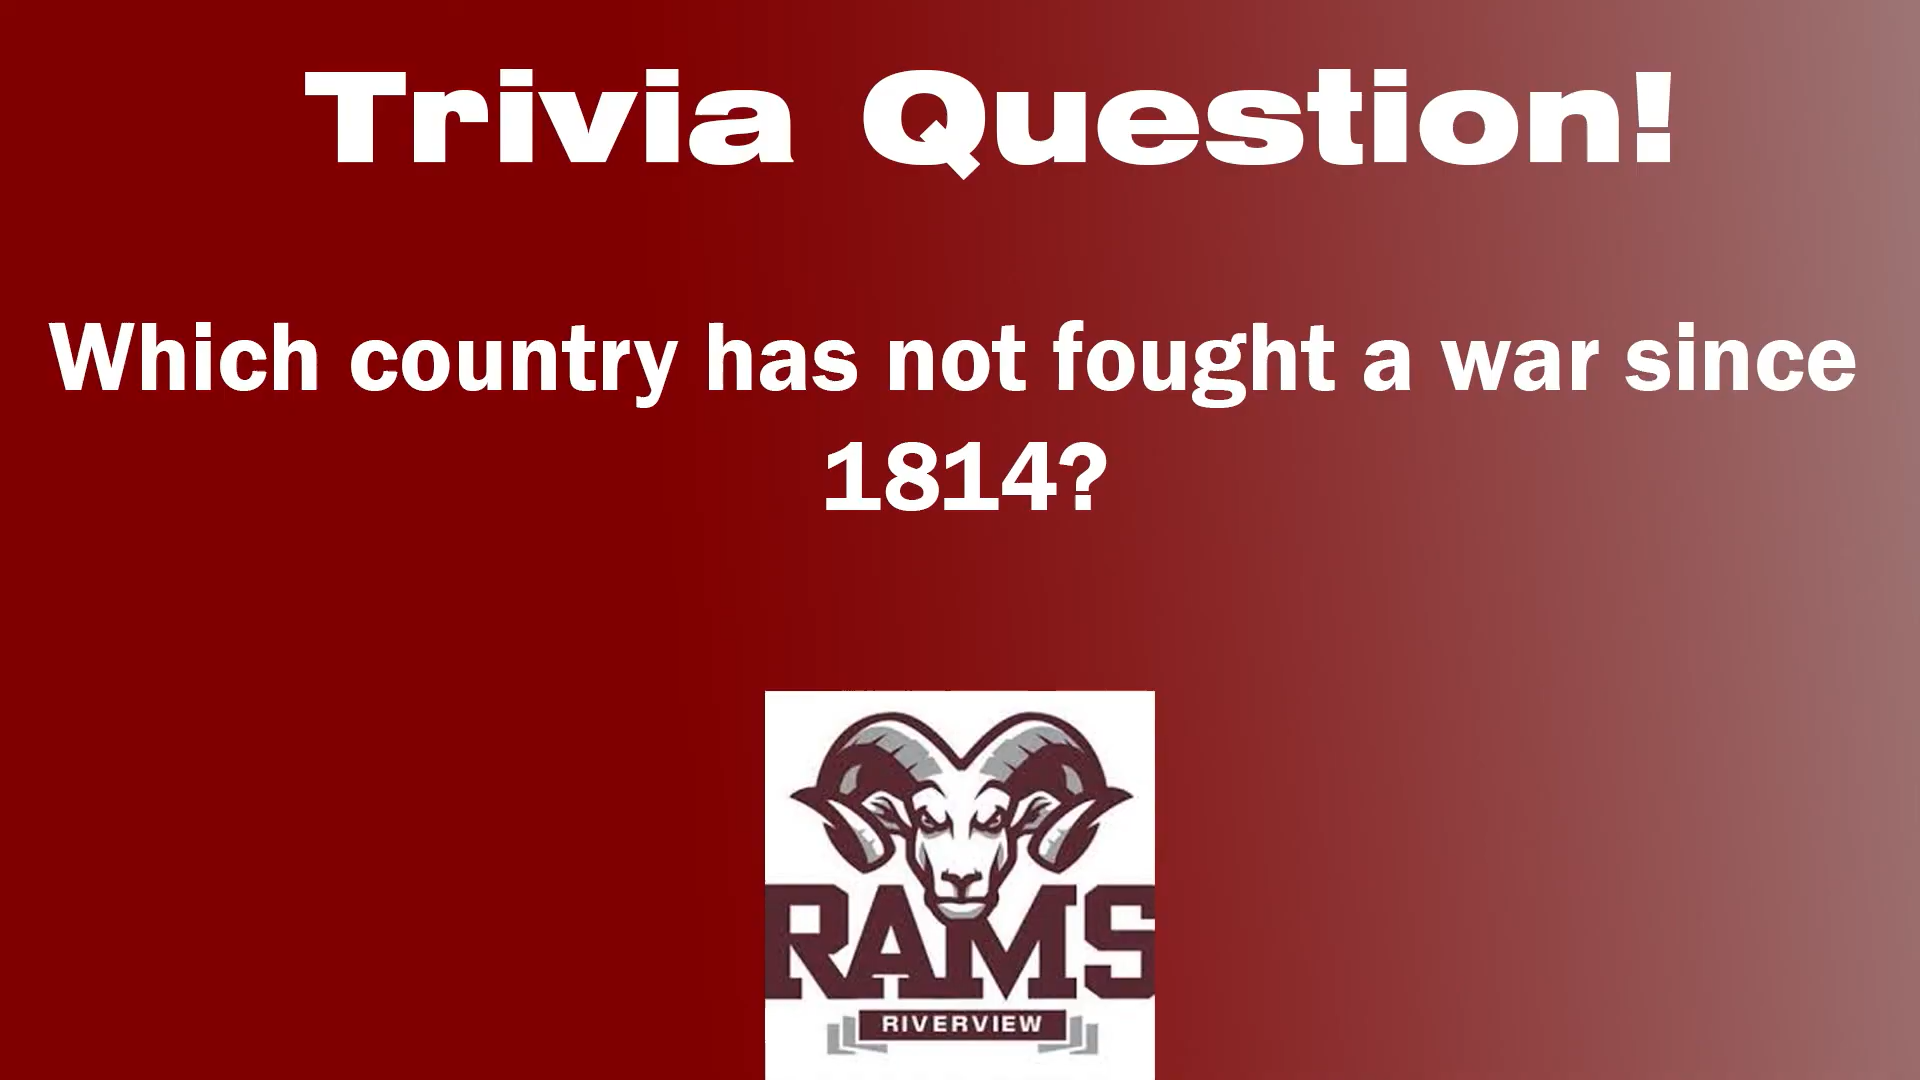 Trivia Question!
Which country has not fought a war since
1814?
RAMS
RIVERVIEW